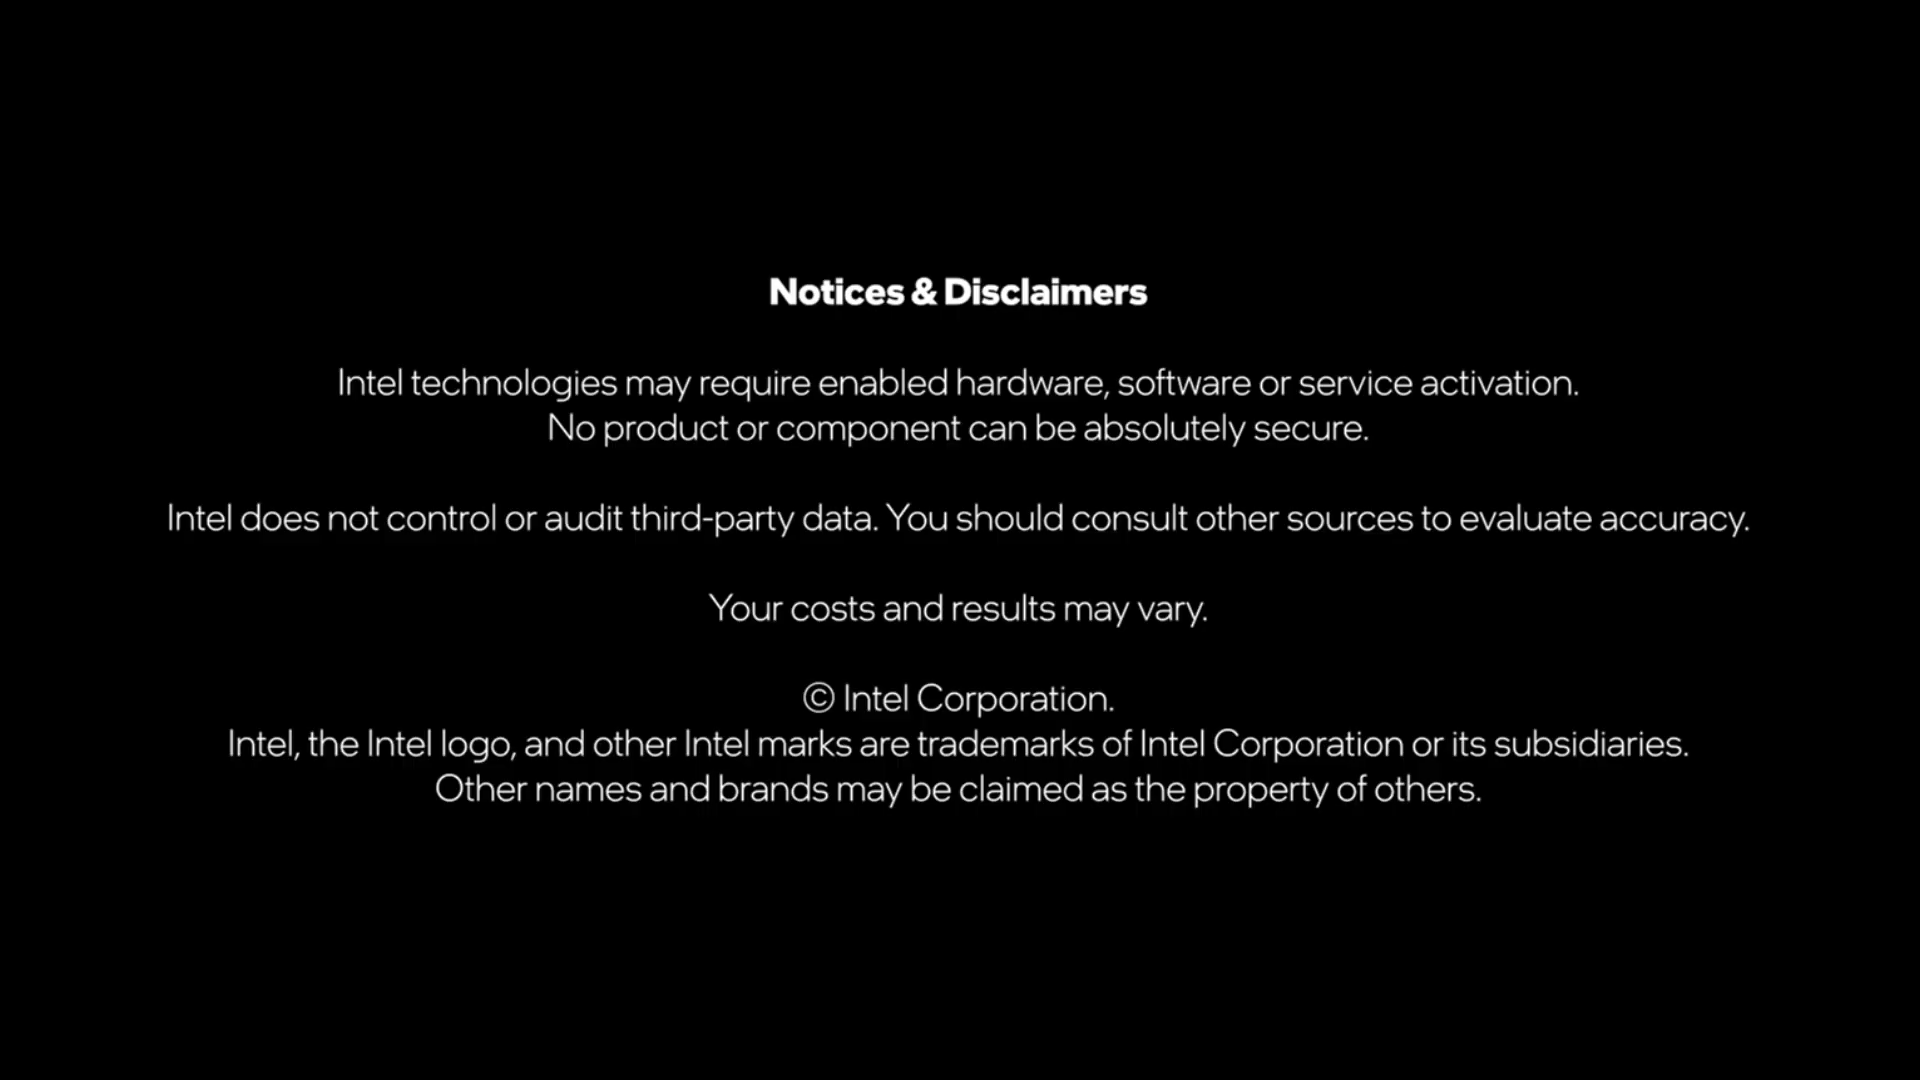 Notices & Disclaimers
Intel technologies may require enabled hardware, software or service activation.
No product or component can be absolutely secure.
Intel does not control or audit third-party data. You should consult other sources to evaluate accuracy.
Your costs and results may vary.
© Intel Corporation.
Intel, the Intel logo, and other Intel marks are trademarks of Intel Corporation or its subsidiaries.
Other names and brands may be claimed as the property of others.